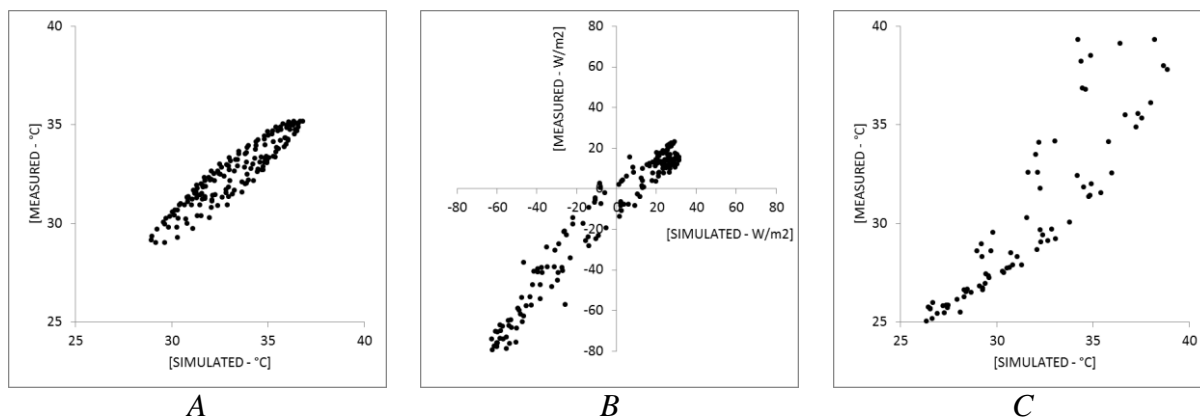 40
35
30
25
25 30 35 40
[MEASURED - °C]
[SIMULATED - °C]
A
80
60
40
20
0
-20
-40
-60
-80
-80 -60 -40 -20 0 20 40 60 80
[MEASURED - W/m2]
[SIMULATED - W/m2]
B
40
35
30
25
25 30 35 40
[MEASURED - °C]
[SIMULATED - °C]
C